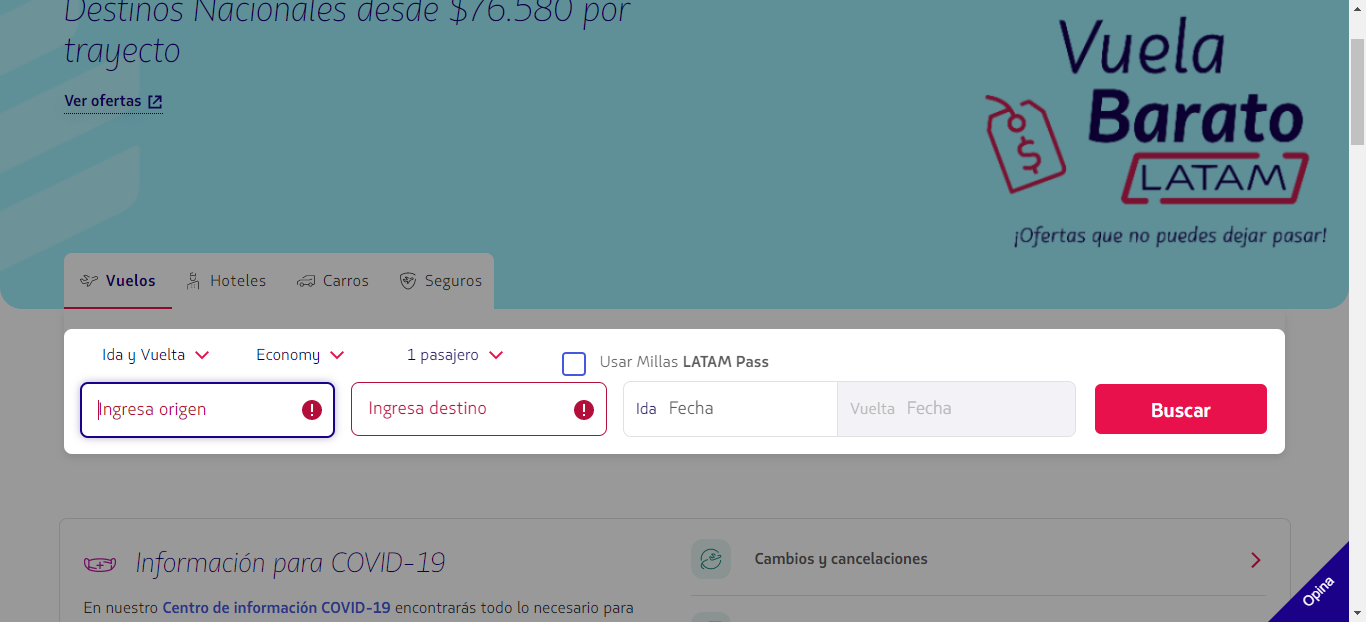 Destinos Nacionales desde $76.580 por
trayecto
Ver ofertas
Vuela
Barato
LATAM
¡Ofertas que no puedes dejar pasar!
Vuelos
Hoteles
Carros
Seguros
Ida y Vuelta
Economy
1 pasajero
Usar Millas LATAM Pass
Ingresa origen
Ingresa destino
Ida Fecha
Vuelta Fecha
Buscar
Información para COVID-19
En nuestro Centro de información COVID-19 encontrarás todo lo necesario para
Cambios y cancelaciones
Opina